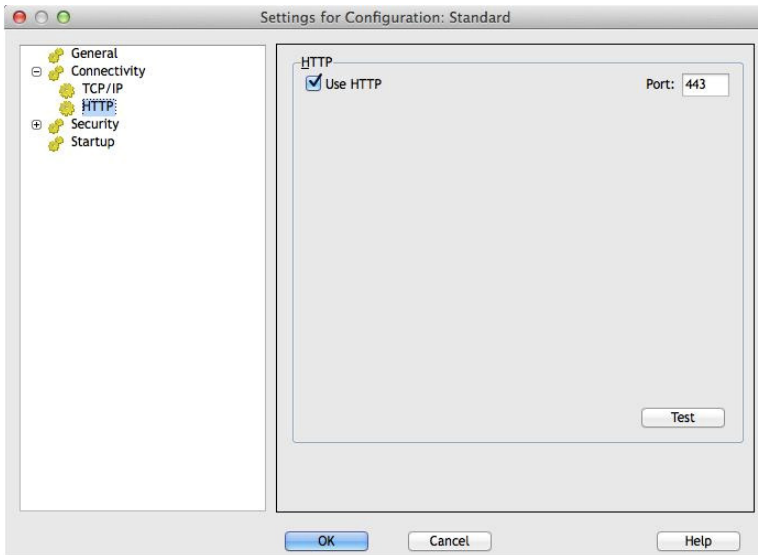 Settings for Configuration: Standard
General
Connectivity
TCP/IP
HTTP
Security
Startup
HTTP
Use HTTP Port: 443
Test
OK Cancel Help